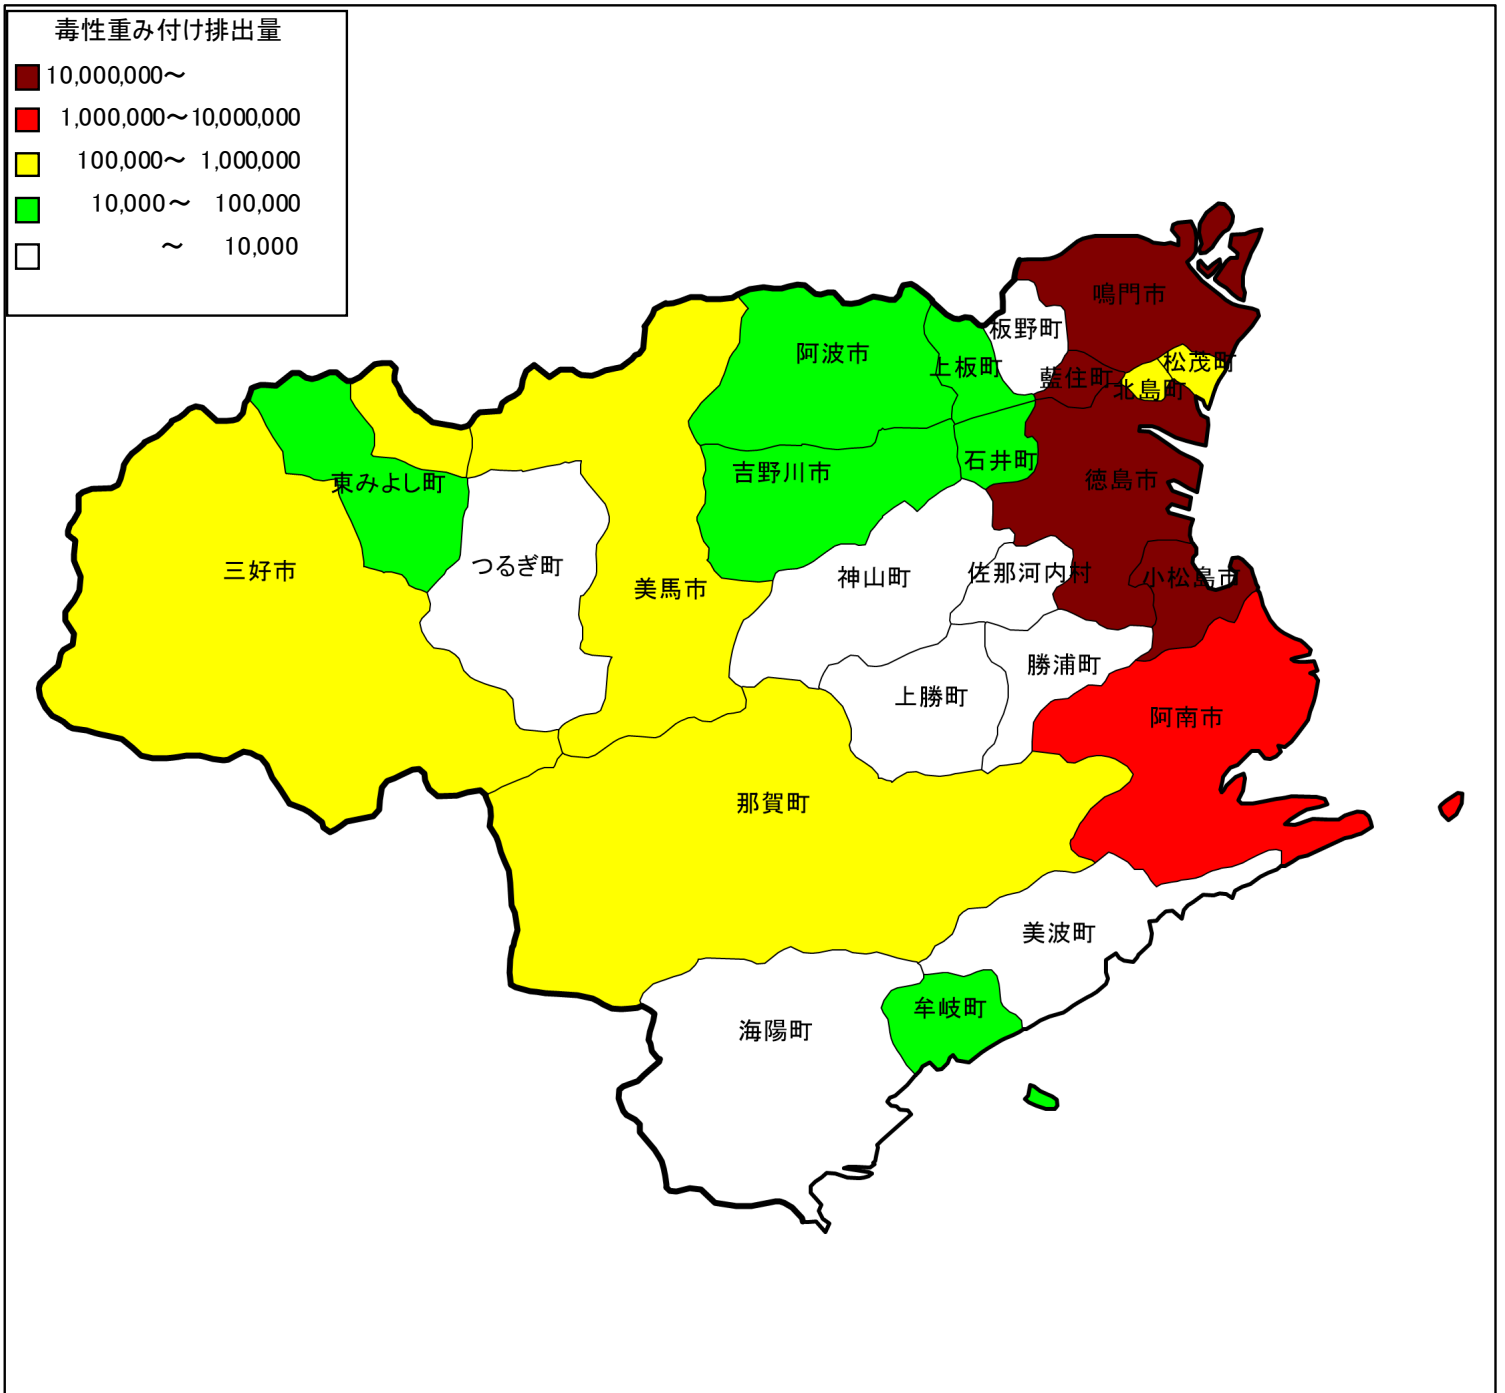 毒性重み付け排出量
10,000,000～
1,000,000～10,000,000
100,000～ 1,000,000
10,000～ 100,000
～ 10,000
鳴門市
板野町
阿波市
上板町
松茂町
藍住町
北島町
石井町
吉野川市
徳島市
東みよし町
三好市
つるぎ町
美馬市
神山町
佐那河内村
小松島市
勝浦町
上勝町
阿南市
那賀町
美波町
牟岐町
海陽町